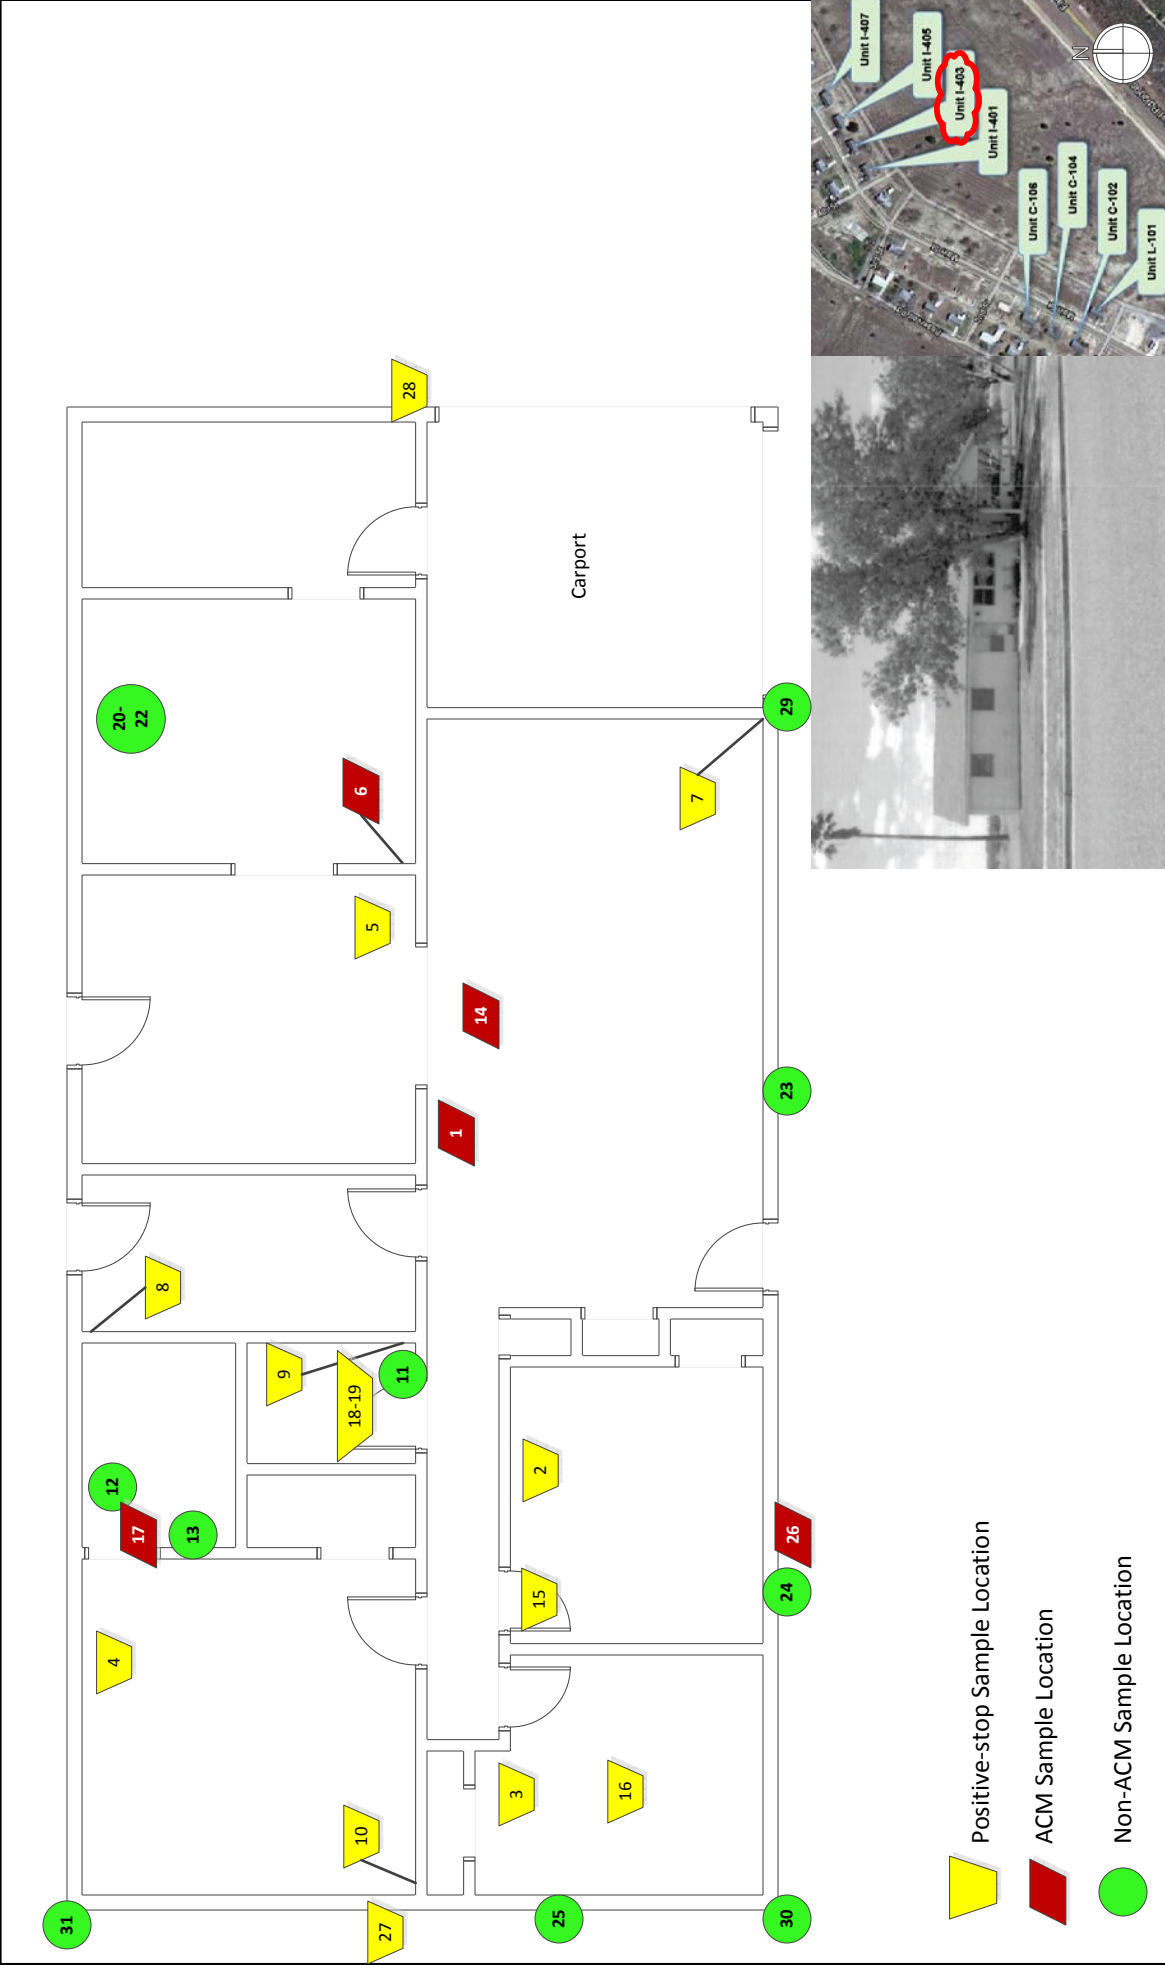 31
12
17
13
4
10
27
8
9
18-19
11
20-
22
6
5
28
Carport
14
1
7
29
23
2
15
26
24
3
16
25
30
Positive-stop Sample Location
ACM Sample Location
Non-ACM Sample Location
Unit I-407
Unit I-405
Unit I-403
Unit I-401
Unit C-106
Unit C-104
Unit C-102
Unit L-101
N